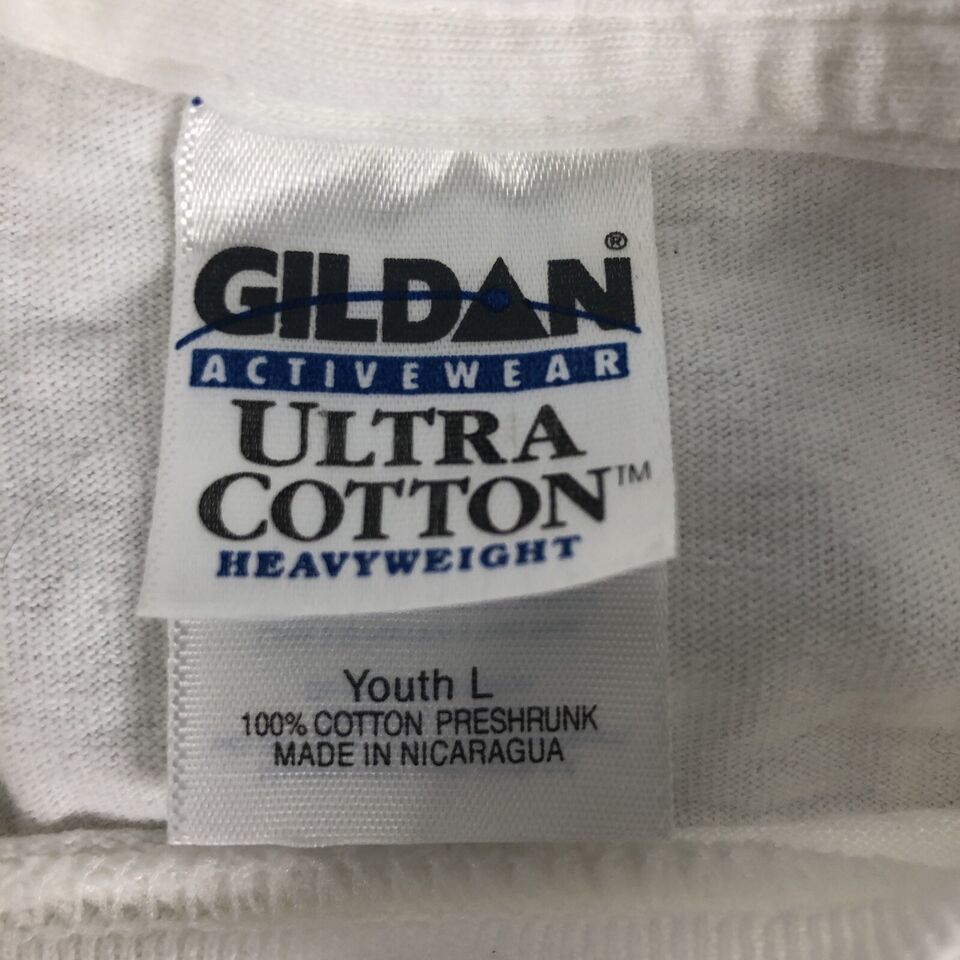 GILDAN®
ACTIVEWEAR
ULTRA
COTTON™
HEAVYWEIGHT
Youth L
100% COTTON PRESHRUNK
MADE IN NICARAGUA